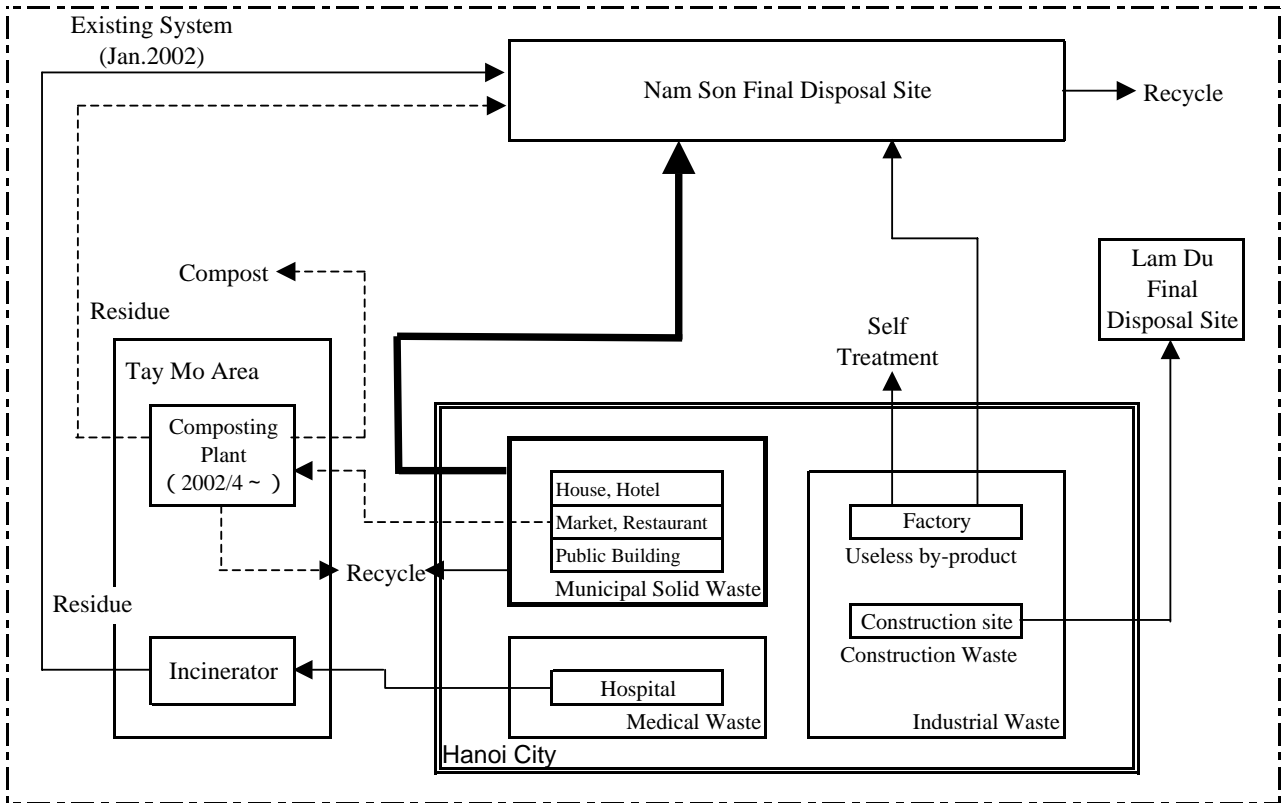 Existing System
(Jan.2002)
Nam Son Final Disposal Site
Recycle
Compost
Residue
Lam Du
Final
Disposal Site
Self
Treatment
Tay Mo Area
Composting
Plant
( 2002/4 ~ )
House, Hotel
Market, Restaurant
Public Building
Municipal Solid Waste
Factory
Useless by-product
Recycle
Residue
Construction site
Construction Waste
Incinerator
Hospital
Medical Waste
Industrial Waste
Hanoi City